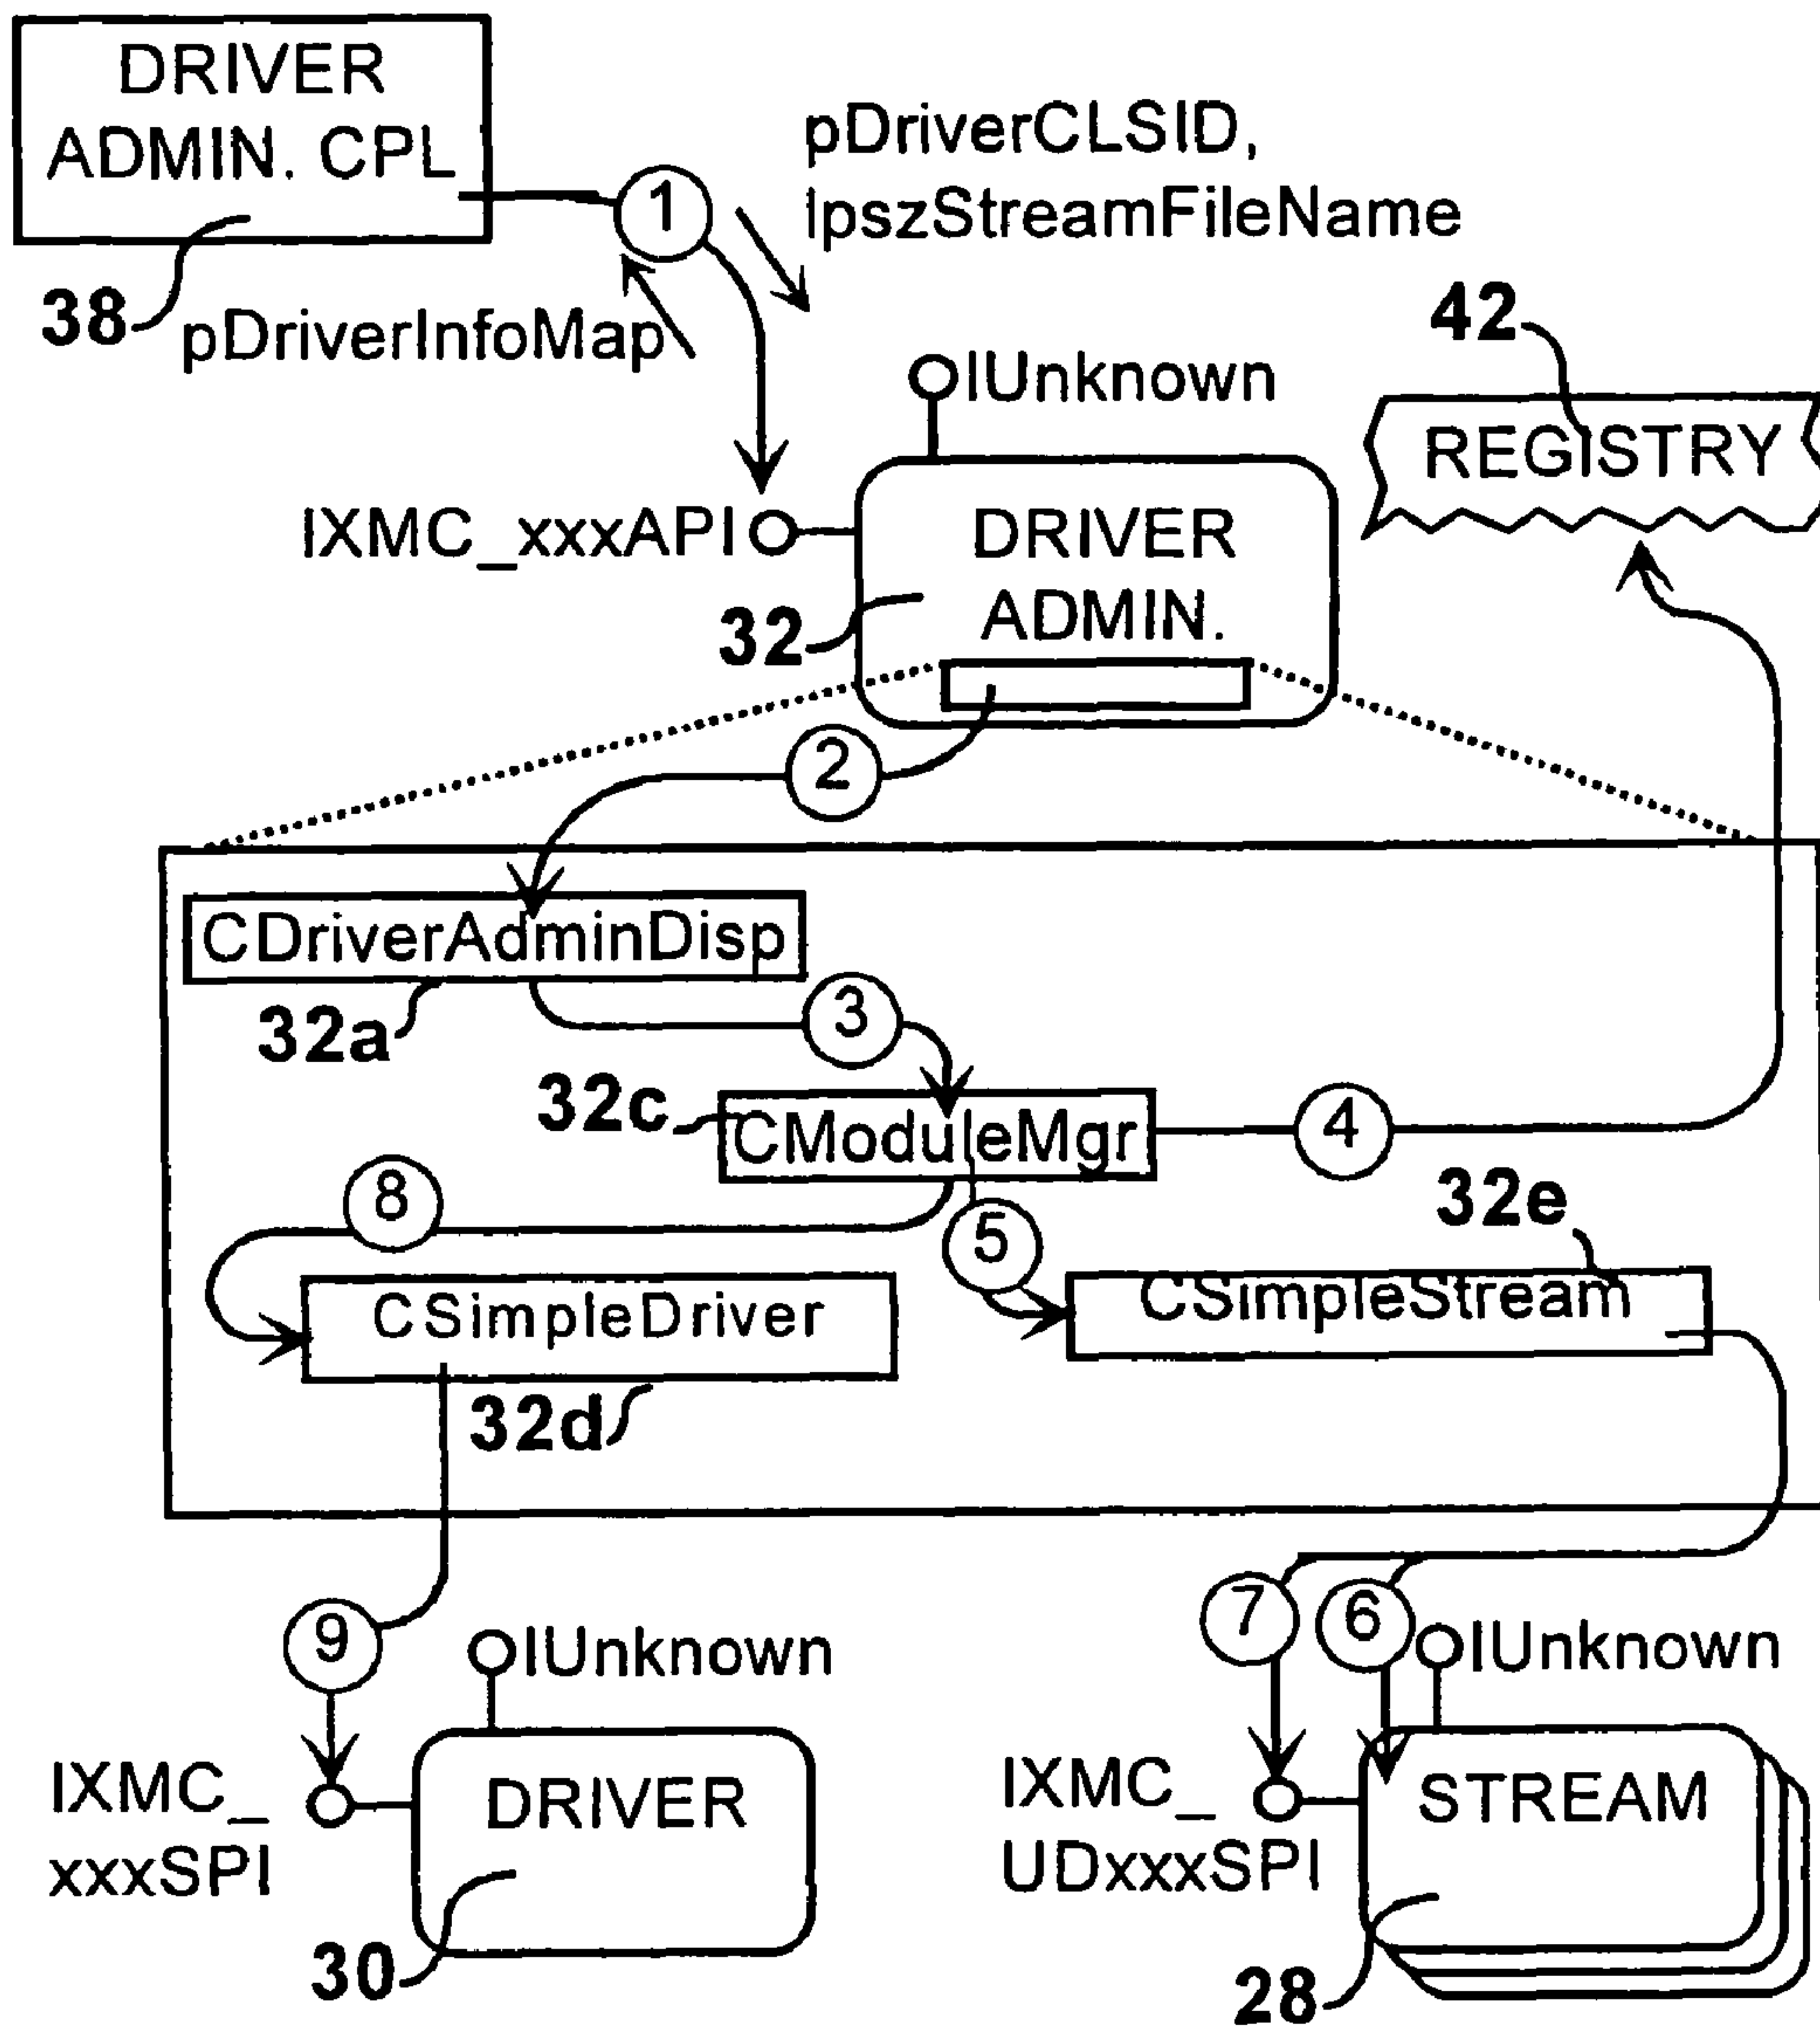 DRIVER
ADMIN. CPL
1
pDriverCLSID,
lpszStreamFileName
38
pDriverInfoMap
42
IUnknown
REGISTRY
IXMC_xxxAPI
DRIVER
ADMIN.
32
2
CDriverAdminDisp
32a
3
32c
CModuleMgr
4
8
5
32e
CSimpleDriver
CSimpleStream
32d
9
7
6
IUnknown
IUnknown
IXMC_
xxxSPI
DRIVER
IXMC_
UDxxxSPI
STREAM
30
28